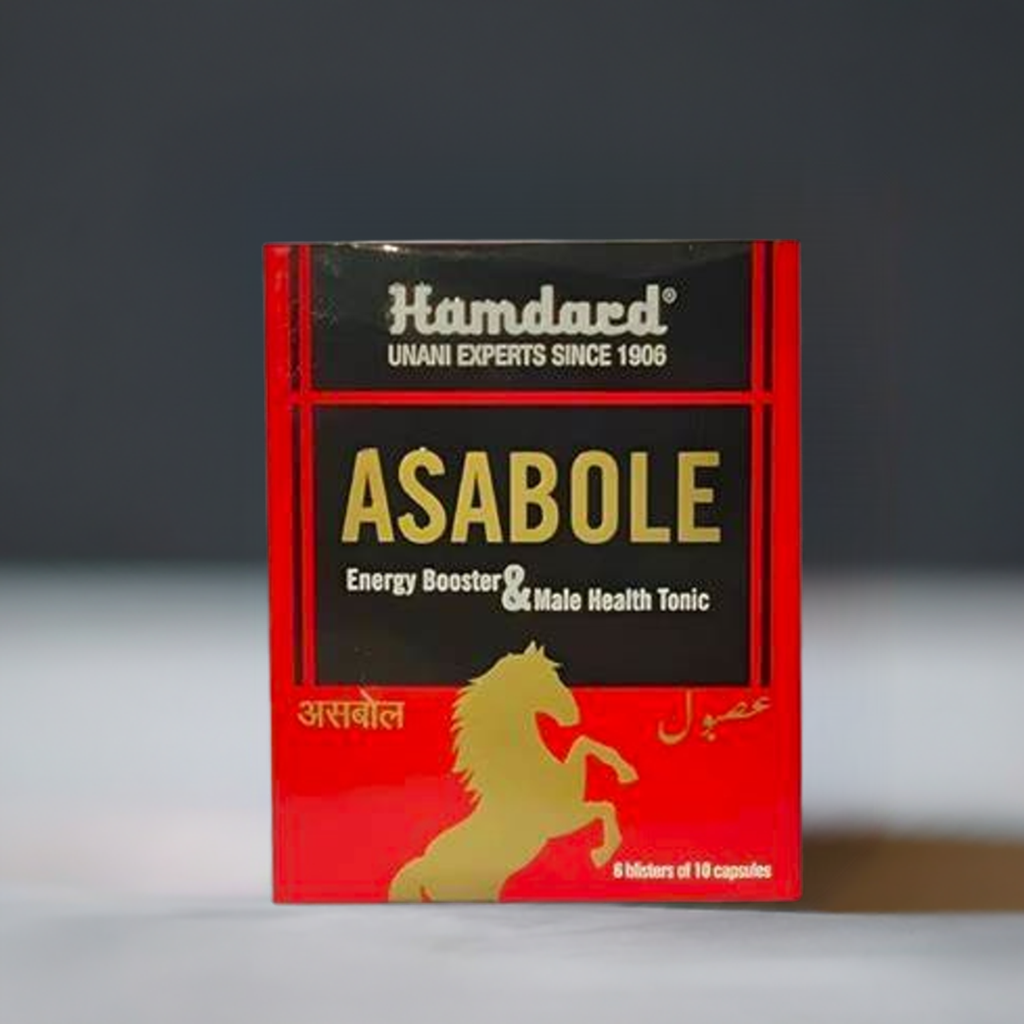 Hamdard®
UNANI EXPERTS SINCE 1906
ASABOLE
Energy Booster & Male Health Tonic
असबोल
عصبول
6 blisters of 10 capsules